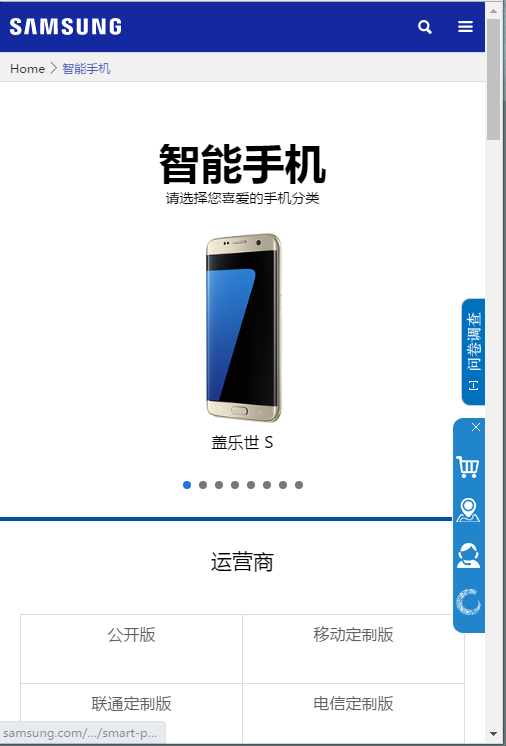 SAMSUNG
Home > 智能手机
智能手机
请选择您喜爱的手机分类
盖乐世 S
[-] 问卷调查
运营商
公开版
移动定制版
联通定制版
电信定制版
samsung.com/.../smart-p...